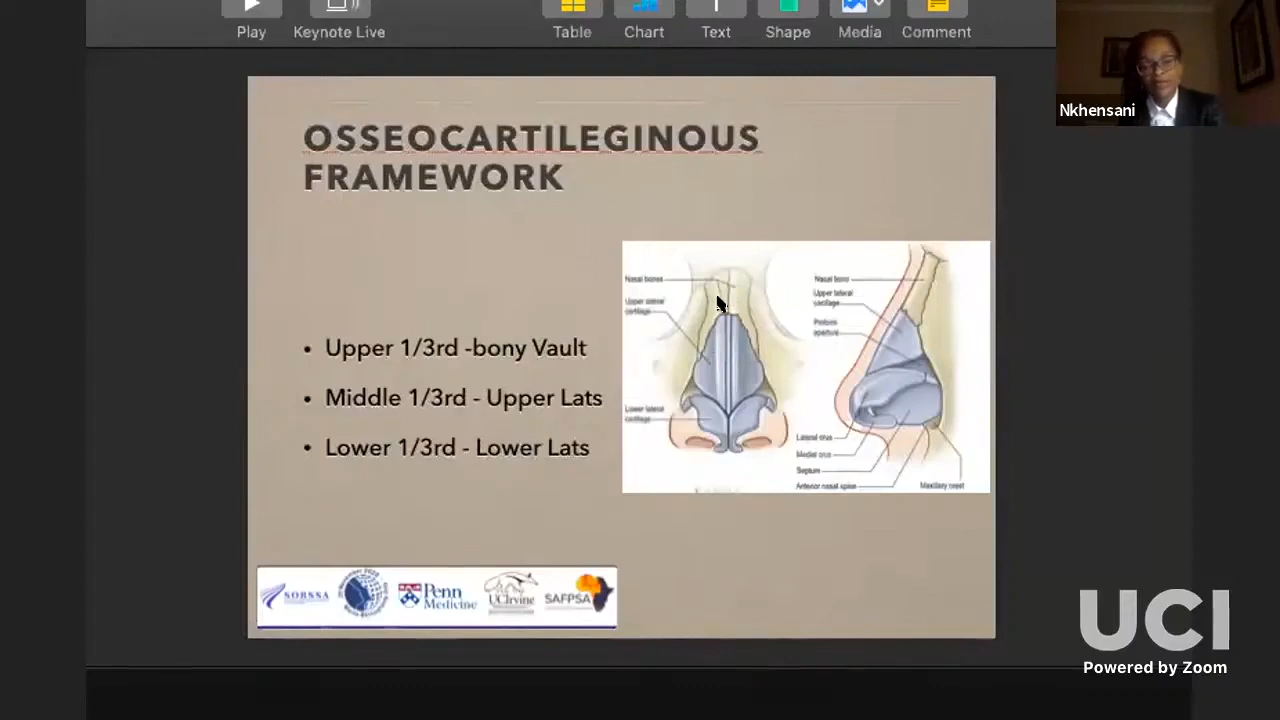 Play
Keynote Live
Table
Chart
Text
Shape
Media
Comment
Nkhensani
OSSEOCARTILEGINOUS
FRAMEWORK
• Upper 1/3rd -bony Vault
• Middle 1/3rd - Upper Lats
• Lower 1/3rd - Lower Lats
Nasal bones
Upper lateral
cartilage
Lower lateral
cartilage
Nasal bone
Upper lateral
cartilage
Piriform
aperture
Lateral crus
Medial crus
Septum
Anterior nasal spine
Maxillary crest
SORSSA
Penn
Medicine
UCIrvine
SAFPSA
UCI
Powered by Zoom